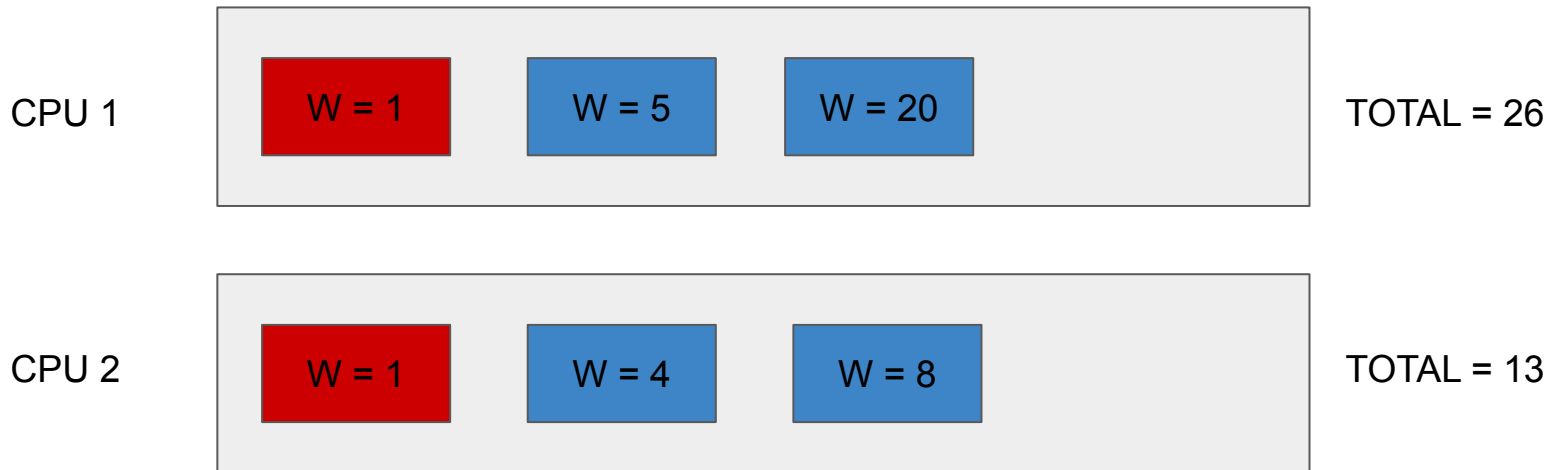 CPU 1 W = 1 W = 5 W = 20 TOTAL = 26
CPU 2 W = 1 W = 4 W = 8 TOTAL = 13